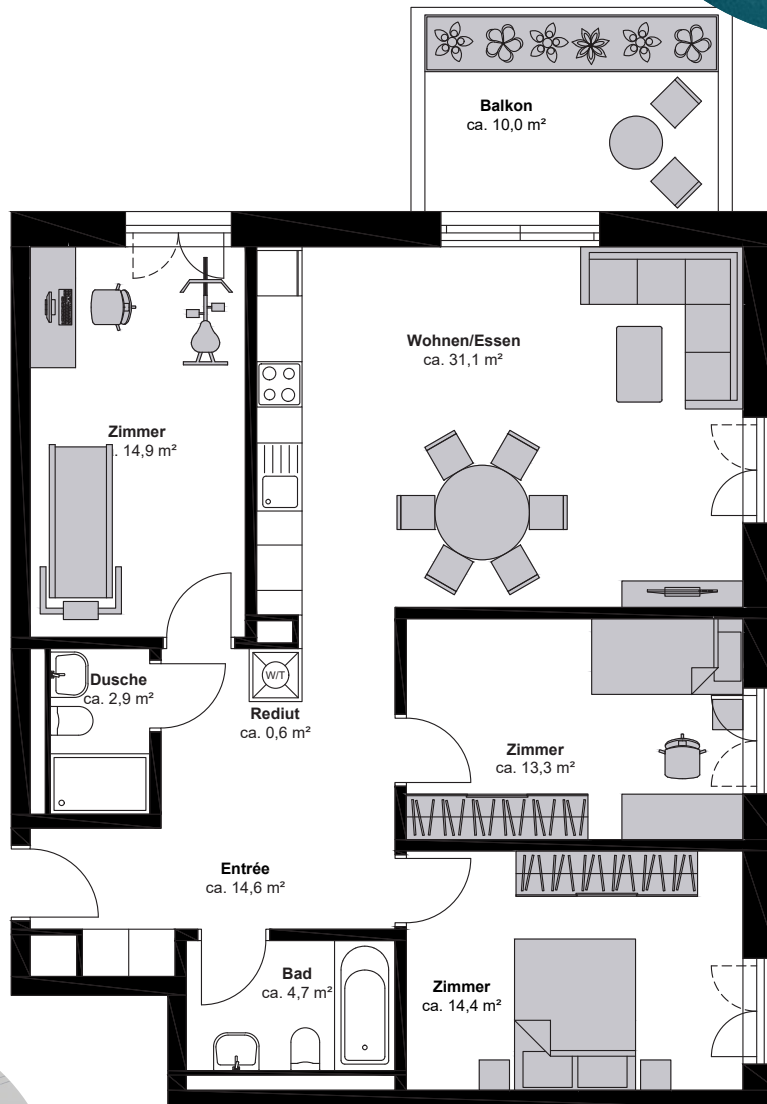 Balkon
ca. 10,0 m²
Wohnen/Essen
ca. 31,1 m²
Zimmer
. 14,9 m²
Dusche
ca. 2,9 m²
W/T
Rediut
ca. 0,6 m²
Zimmer
ca. 13,3 m²
Entrée
ca. 14,6 m²
Bad
ca. 4,7 m²
Zimmer
ca. 14,4 m²